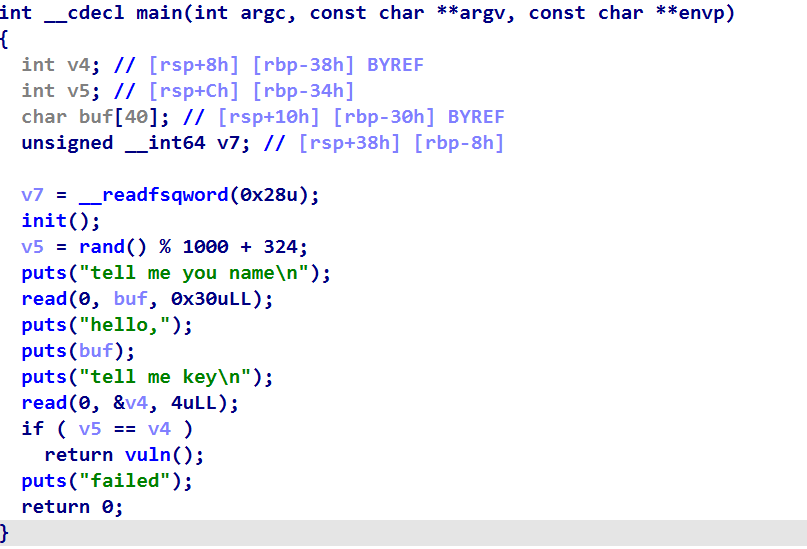 int __cdecl main(int argc, const char **argv, const char **envp)
{
  int v4; // [rsp+8h] [rbp-38h] BYREF
  int v5; // [rsp+Ch] [rbp-34h]
  char buf[40]; // [rsp+10h] [rbp-30h] BYREF
  unsigned __int64 v7; // [rsp+38h] [rbp-8h]

  v7 = __readfsqword(0x28u);
  init();
  v5 = rand() % 1000 + 324;
  puts("tell me you name\n");
  read(0, buf, 0x30uLL);
  puts("hello,");
  puts(buf);
  puts("tell me key\n");
  read(0, &v4, 4uLL);
  if ( v5 == v4 )
    return vuln();
  puts("failed");
  return 0;
}